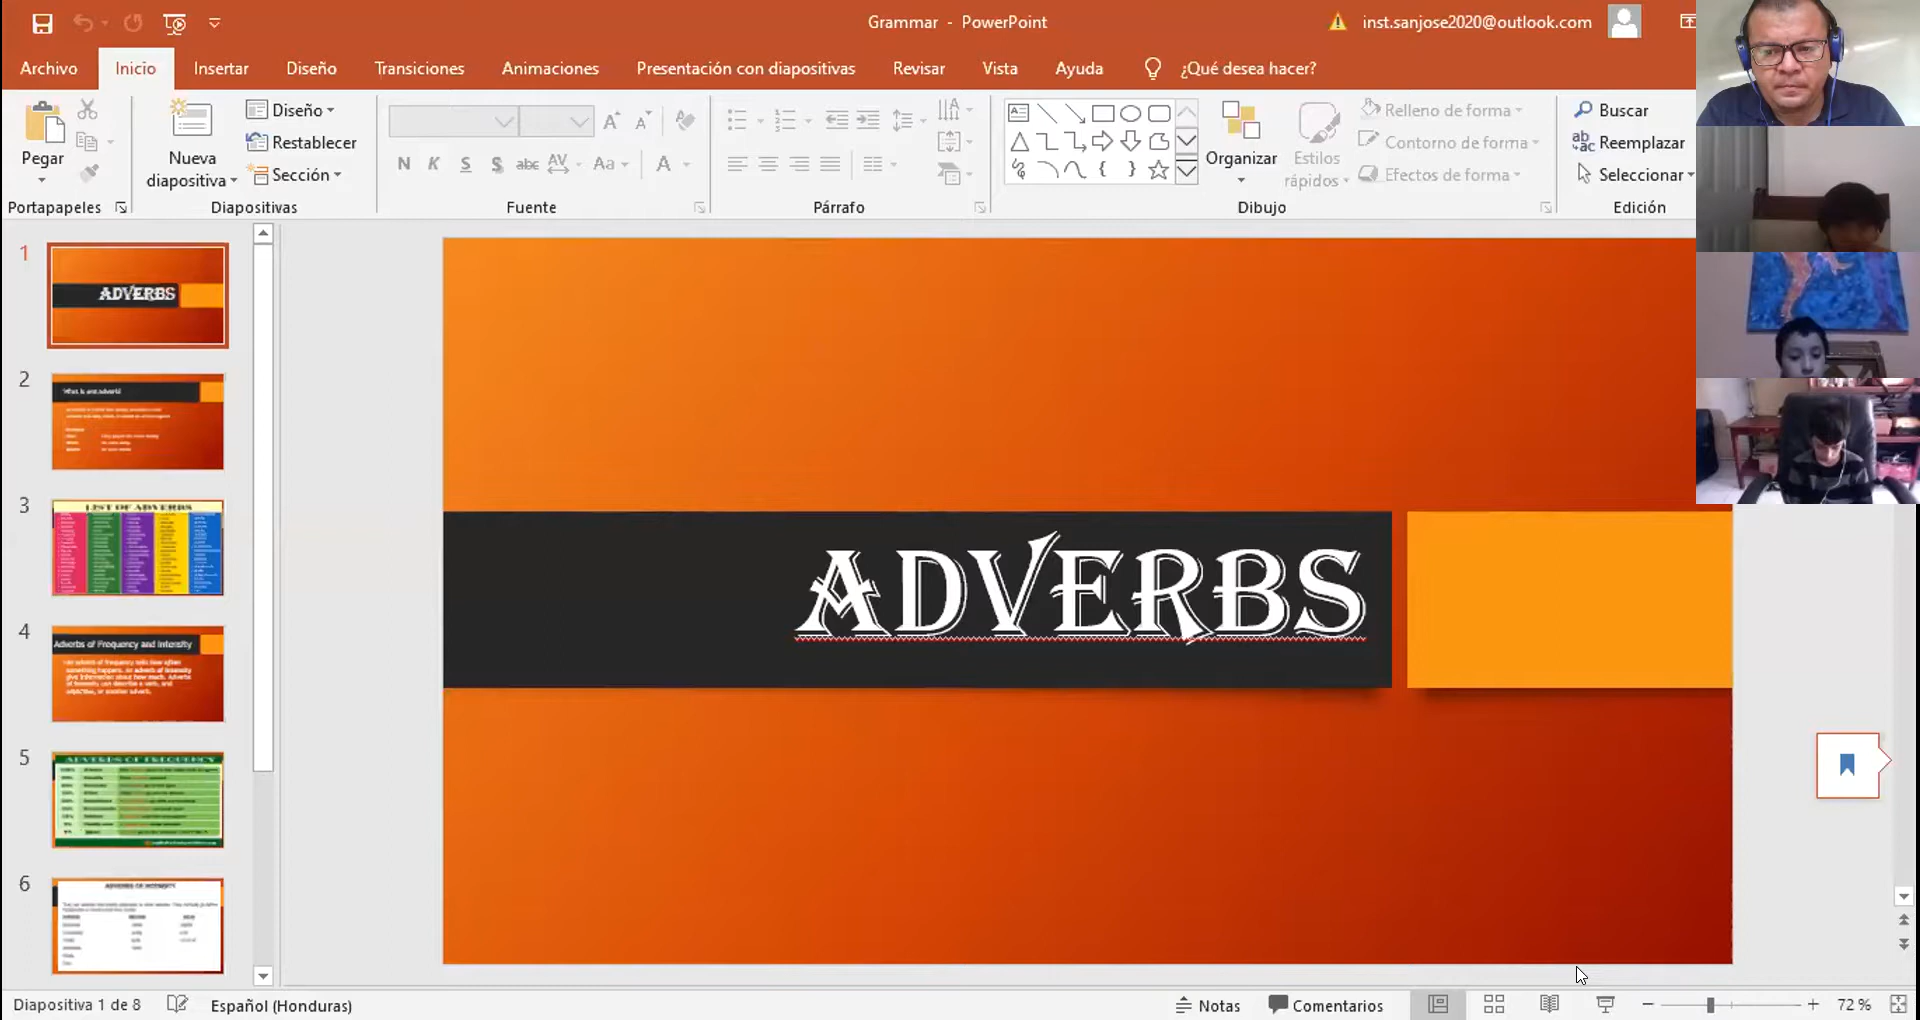 Grammar - PowerPoint
inst.sanjose2020@outlook.com
Archivo Inicio Insertar Diseño Transiciones Animaciones Presentación con diapositivas Revisar Vista Ayuda ¿Qué desea hacer?
Pegar
Nueva
diapositiva
Diseño
Restablecer
Sección
N K S S abc AV Aa A
Organizar
Estilos
rápidos
Relleno de forma
Contorno de forma
Efectos de forma
Buscar
Reemplazar
Seleccionar
Portapapeles Diapositivas Fuente Párrafo Dibujo Edición
1
ADVERBS
2
3
LIST OF ADVERBS
4
Adverbs of Frequency and Intensity
5
ADVERBS OF FREQUENCY
6
ADVERBS OF INTENSITY
ADVERBS
Diapositiva 1 de 8 Español (Honduras) Notas Comentarios 72 %